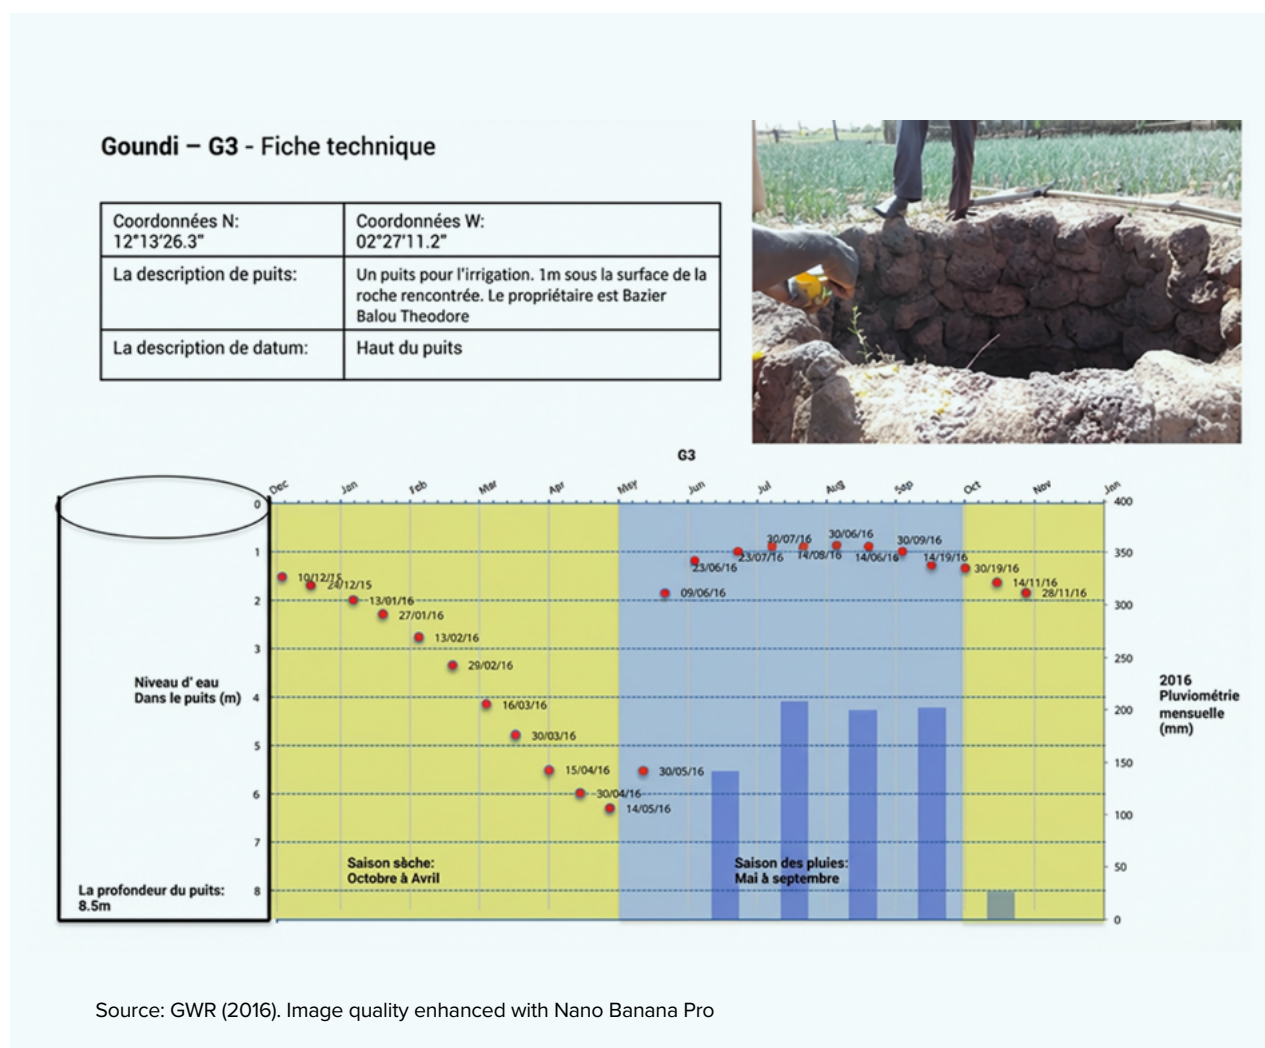 Goundi – G3 - Fiche technique
Coordonnées N:
12°13'26.3"
Coordonnées W:
02°27'11.2"
La description de puits:
Un puits pour l'irrigation. 1m sous la surface de la
roche rencontrée. Le propriétaire est Bazier
Balou Theodore
La description de datum:
Haut du puits
G3
Dec
Jan
Feb
Mar
Apr
May
Jun
Jul
Aug
Sep
Oct
Nov
Jan
0
1
2
3
4
5
6
7
8
400
350
300
250
200
150
100
50
0
10/12/15
24/12/15
13/01/16
27/01/16
13/02/16
29/02/16
16/03/16
30/03/16
15/04/16
30/04/16
14/05/16
30/05/16
09/06/16
23/06/16
23/07/16
30/07/16
14/08/16
30/06/16
14/06/16
30/09/16
14/19/16
30/19/16
14/11/16
28/11/16
Niveau d' eau
Dans le puits (m)
La profondeur du puits:
8.5m
Saison sèche:
Octobre à Avril
Saison des pluies:
Mai à septembre
2016
Pluviométrie
mensuelle
(mm)
Source: GWR (2016). Image quality enhanced with Nano Banana Pro